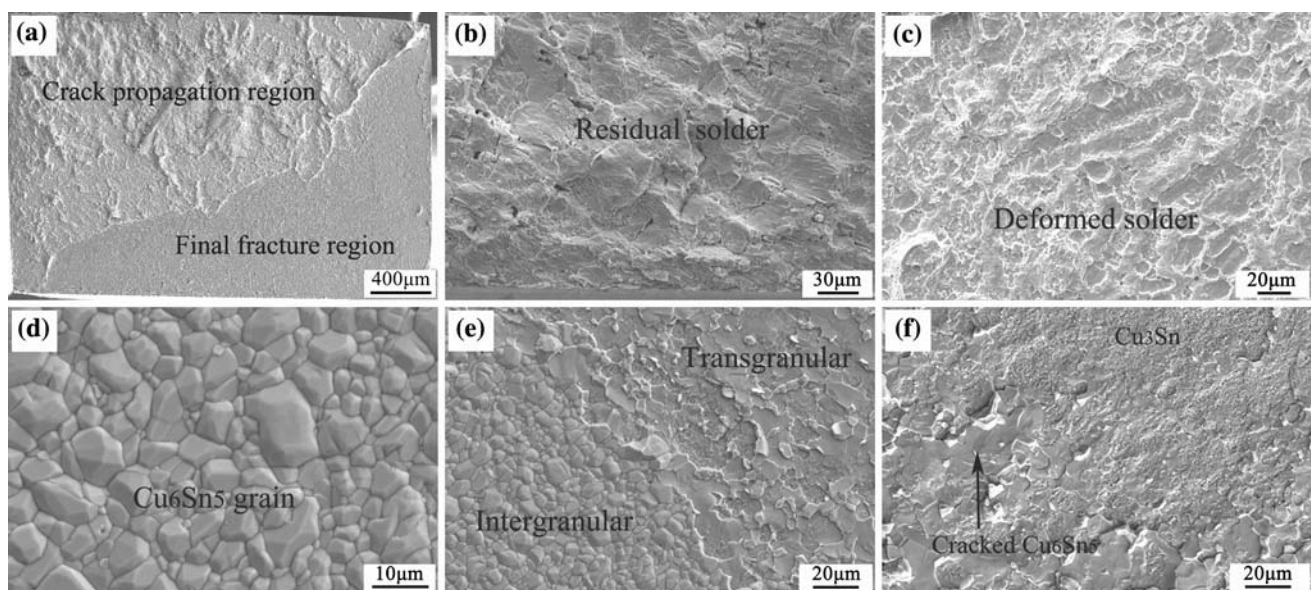 (a)
Crack propagation region
Final fracture region
400μm
(b)
Residual solder
30μm
(c)
Deformed solder
20μm
(d)
Cu6Sn5 grain
10μm
(e)
Transgranular
Intergranular
20μm
(f)
Cu3Sn
Cracked Cu6Sn5
20μm